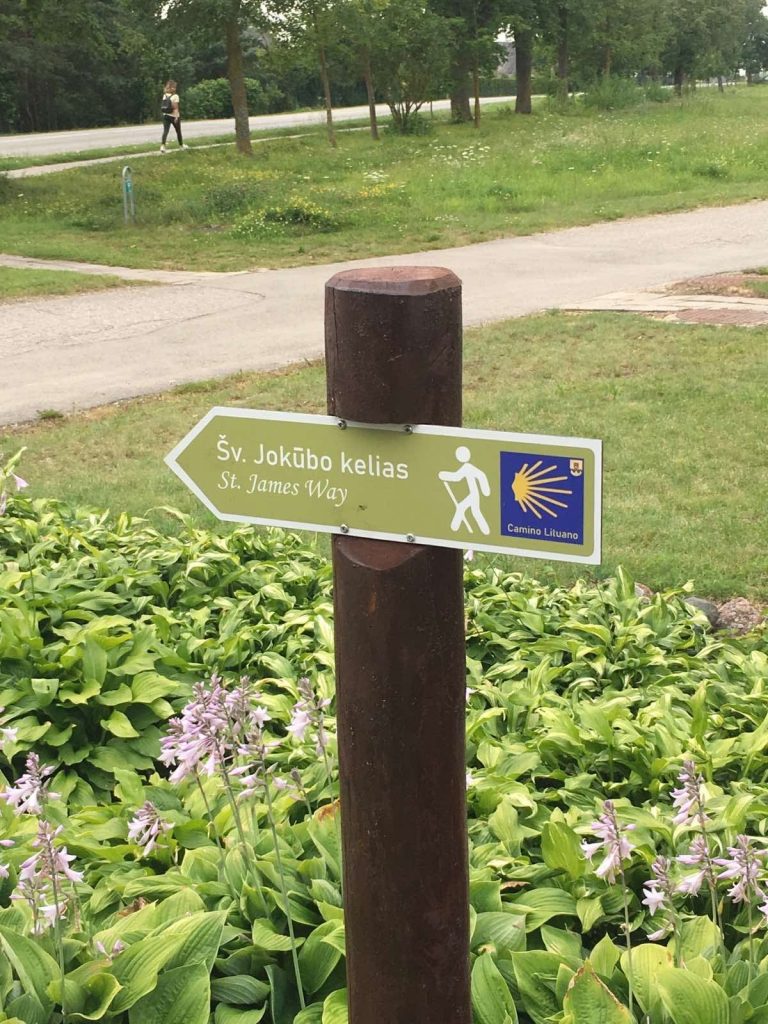 Šv. Jokūbo kelias
St. James Way
Camino Lituano